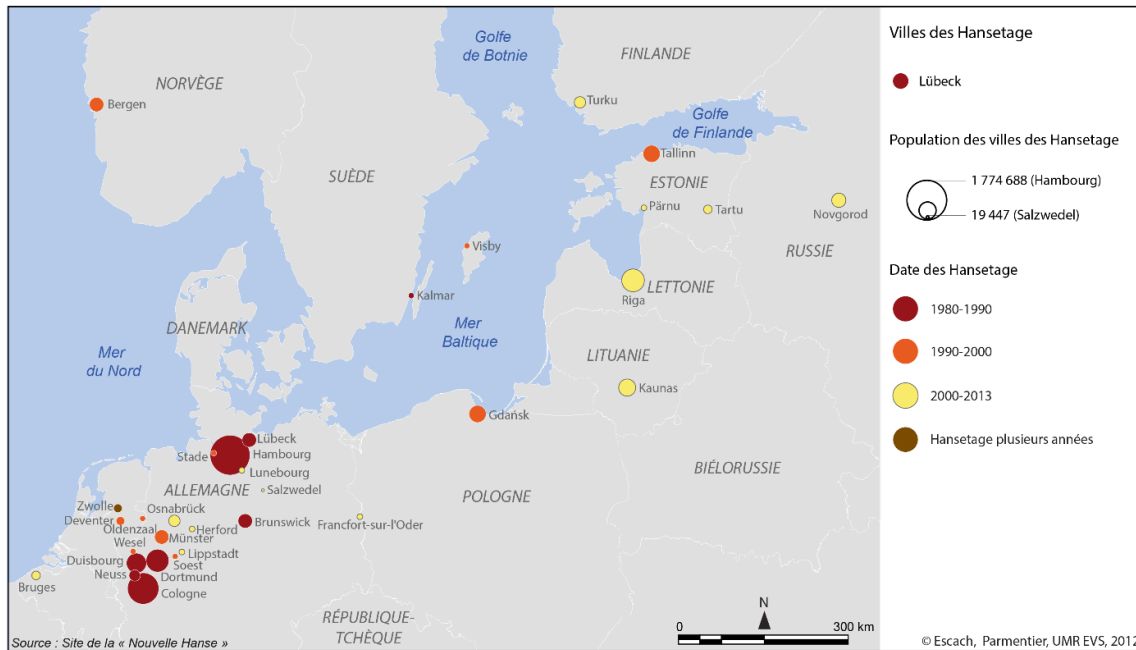 Golfe
de Botnie
FINLANDE
NORVÈGE
Bergen
Turku
Golfe
de Finlande
Tallinn
SUÈDE
ESTONIE
Pärnu
Tartu
Novgorod
RUSSIE
Visby
Kalmar
Riga
LETTONIE
DANEMARK
Mer
Baltique
Mer
du Nord
LITUANIE
Kaunas
Gdańsk
BIÉLORUSSIE
Lübeck
Hambourg
Stade
Lunebourg
ALLEMAGNE
Salzwedel
POLOGNE
Zwolle
Osnabrück
Deventer
Oldenzaal
Herford
Brunswick
Francfort-sur-l'Oder
Wesel
Münster
Lippstadt
Duisbourg
Soest
Neuss
Dortmund
Bruges
Cologne
RÉPUBLIQUE-
TCHÈQUE
N
0 300 km
Source : Site de la « Nouvelle Hanse »
Villes des Hansetage
Lübeck
Population des villes des Hansetage
1 774 688 (Hambourg)
19 447 (Salzwedel)
Date des Hansetage
1980-1990
1990-2000
2000-2013
Hansetage plusieurs années
© Escach, Parmentier, UMR EVS, 2012